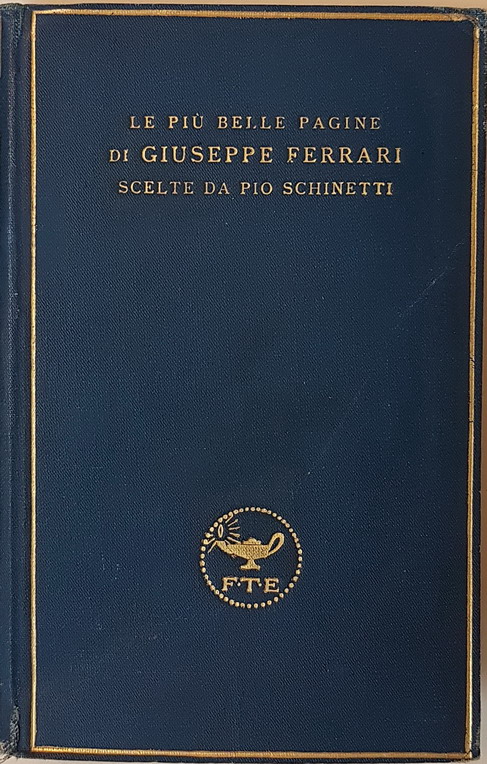 LE PIÙ BELLE PAGINE
DI GIUSEPPE FERRARI
SCELTE DA PIO SCHINETTI
F·T·E